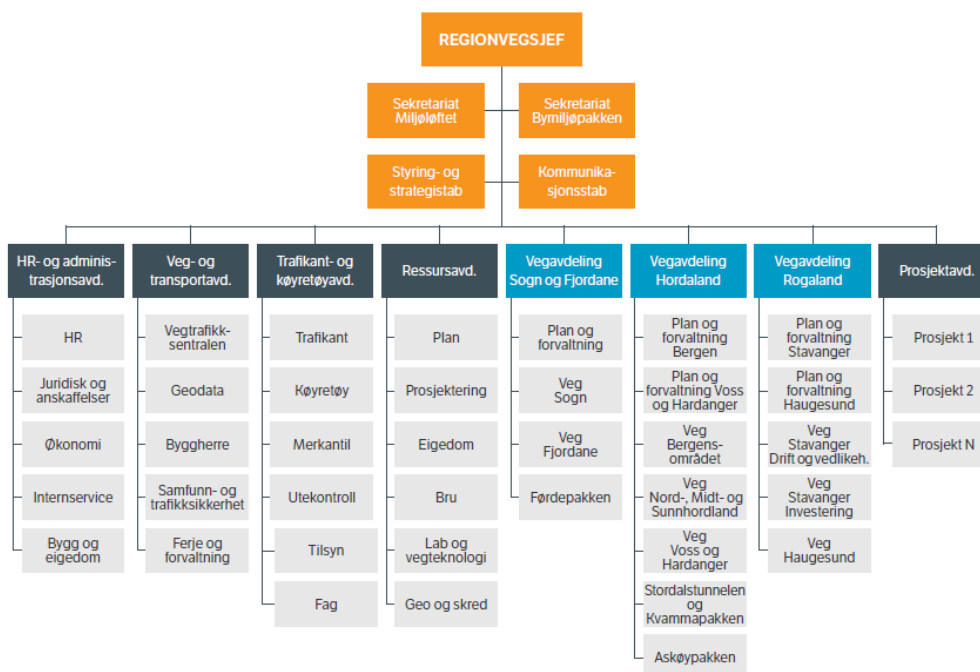 REGIONVEGSJEF
Sekretariat
Miljøløftet
Sekretariat
Bymiljøpakken
Styring- og
strategistab
Kommunika-
sjonsstab
HR- og adminis-
trasjonsavd.
HR
Juridisk og
anskaffelser
Økonomi
Internservice
Bygg og
eigedom
Veg- og
transportavd.
Vegtrafikk-
sentralen
Geodata
Byggherre
Samfunn- og
trafikksikkerhet
Ferje og
forvaltning
Trafikant- og
køyretøyavd.
Trafikant
Køyretøy
Merkantil
Utekontroll
Tilsyn
Fag
Ressursavd.
Plan
Prosjektering
Eigedom
Bru
Lab og
vegteknologi
Geo og skred
Vegavdeling
Sogn og Fjordane
Plan og
forvaltning
Veg
Sogn
Veg
Fjordane
Førdepakken
Vegavdeling
Hordaland
Plan og
forvaltning
Bergen
Plan og
forvaltning Voss
og Hardanger
Veg
Bergens-
området
Veg
Nord-, Midt- og
Sunnhordland
Veg
Voss og
Hardanger
Stordalstunnelen
og
Kvammapakken
Askøypakken
Vegavdeling
Rogaland
Plan og
forvaltning
Stavanger
Plan og
forvaltning
Haugesund
Veg
Stavanger
Drift og vedlikeh.
Veg
Stavanger
Investering
Veg
Haugesund
Prosjektavd.
Prosjekt 1
Prosjekt 2
Prosjekt N